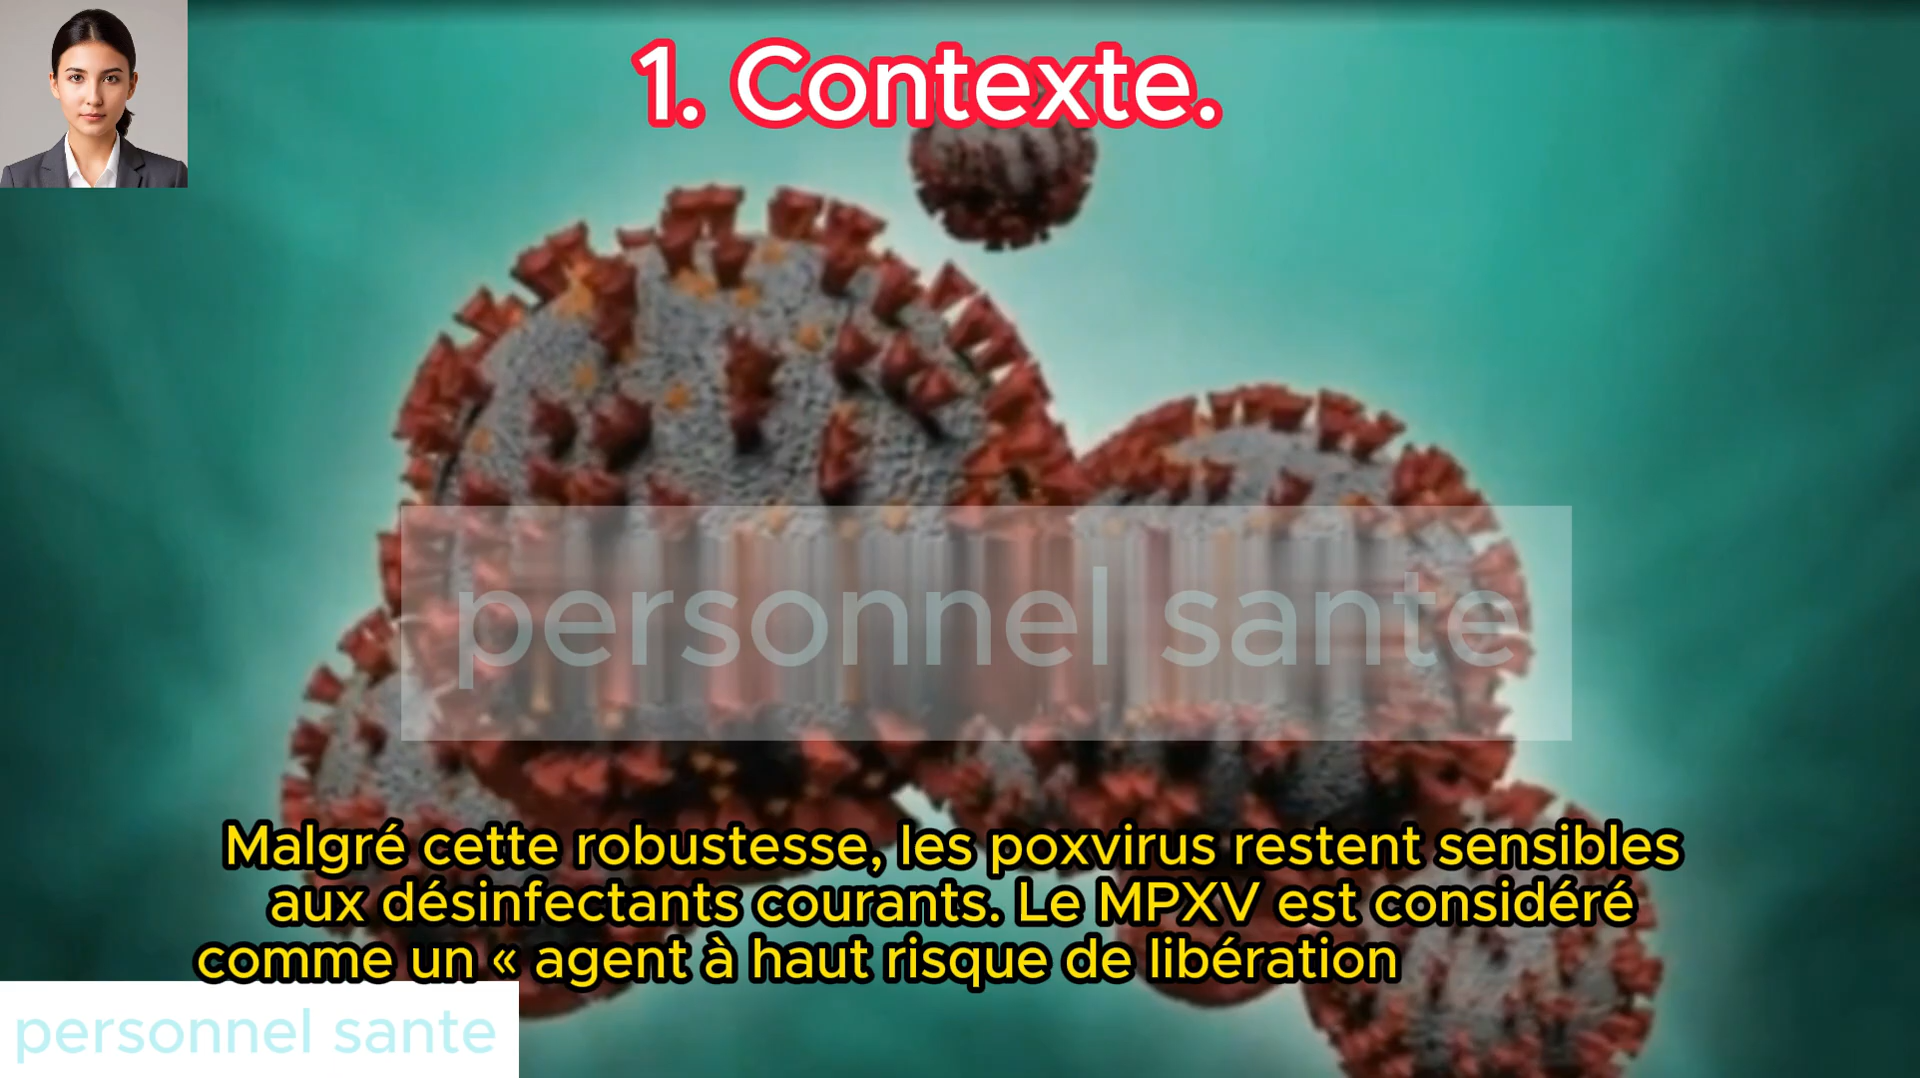 1. Contexte.
personnel sante
Malgré cette robustesse, les poxvirus restent sensibles
aux désinfectants courants. Le MPXV est considéré
comme un « agent à haut risque de libération
personnel sante